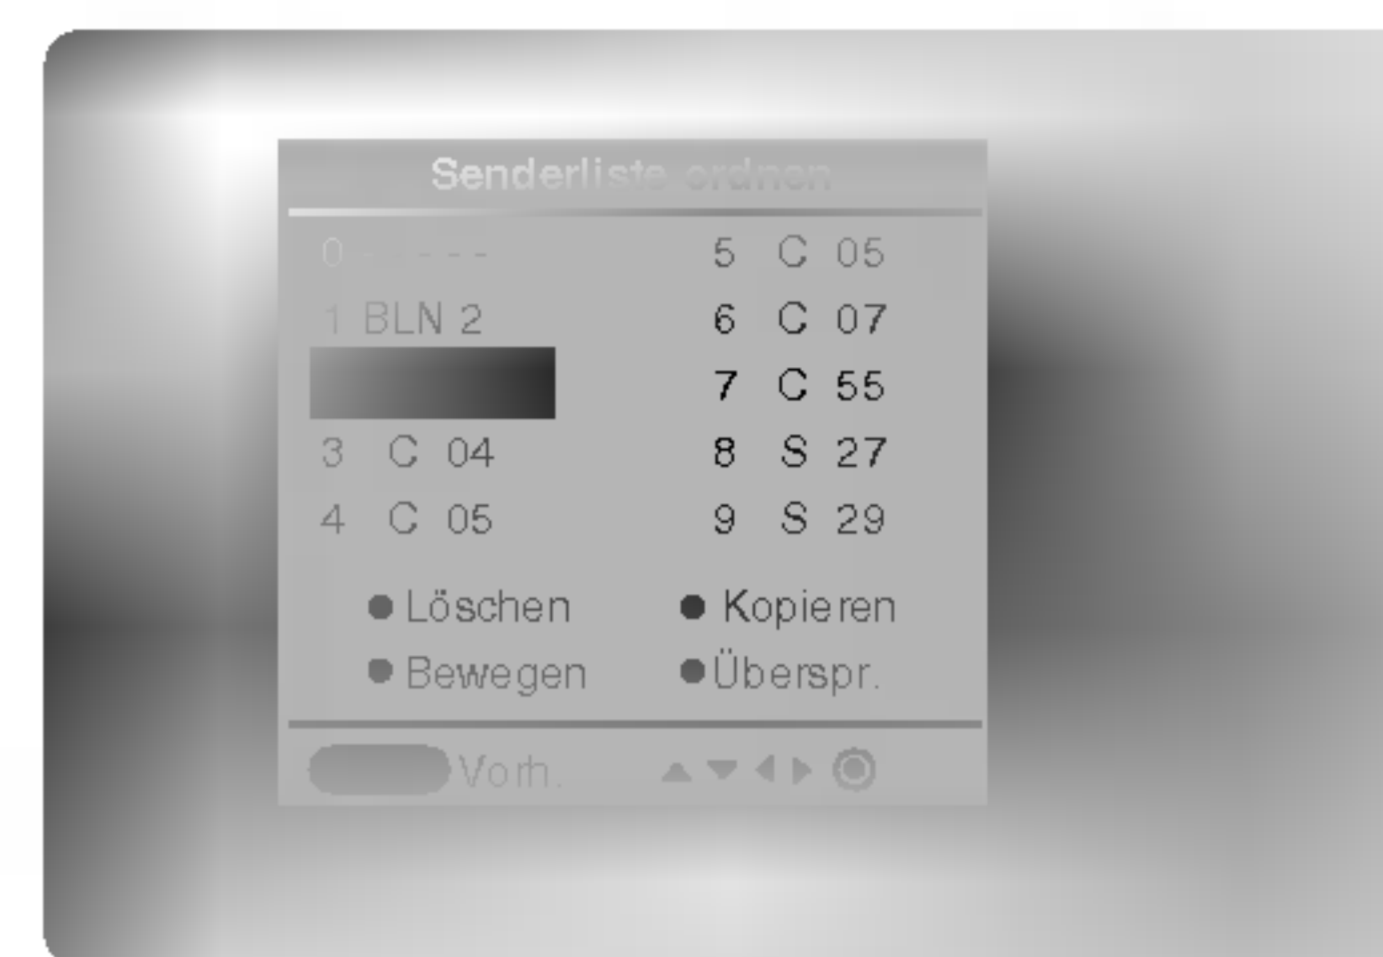 Senderliste ordnen
0 - - - - -
1 BLN 2
3 C 04
4 C 05
5 C 05
6 C 07
7 C 55
8 S 27
9 S 29
Löschen
Kopieren
Bewegen
Überspr.
Vorh.